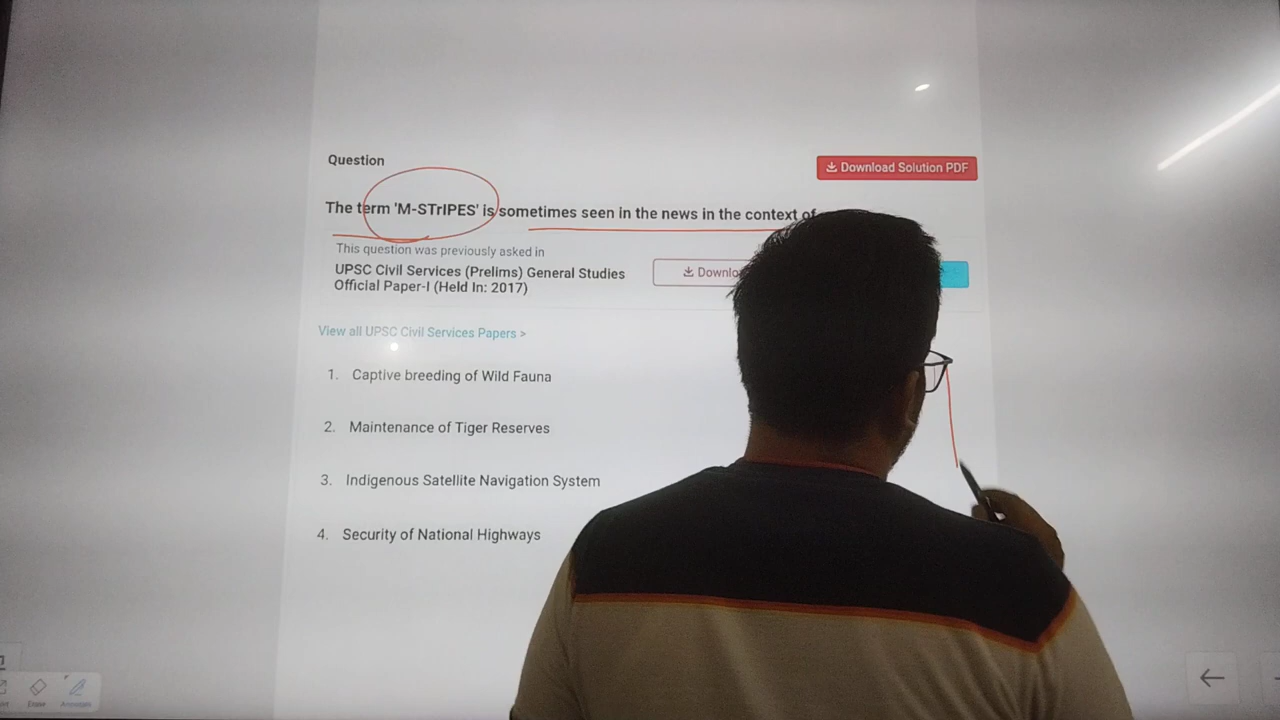 Question
Download Solution PDF
The term 'M-STrIPES' is sometimes seen in the news in the context of
This question was previously asked in
UPSC Civil Services (Prelims) General Studies
Official Paper-I (Held In: 2017)
View all UPSC Civil Services Papers >
1. Captive breeding of Wild Fauna
2. Maintenance of Tiger Reserves
3. Indigenous Satellite Navigation System
4. Security of National Highways
Erase
Annotate